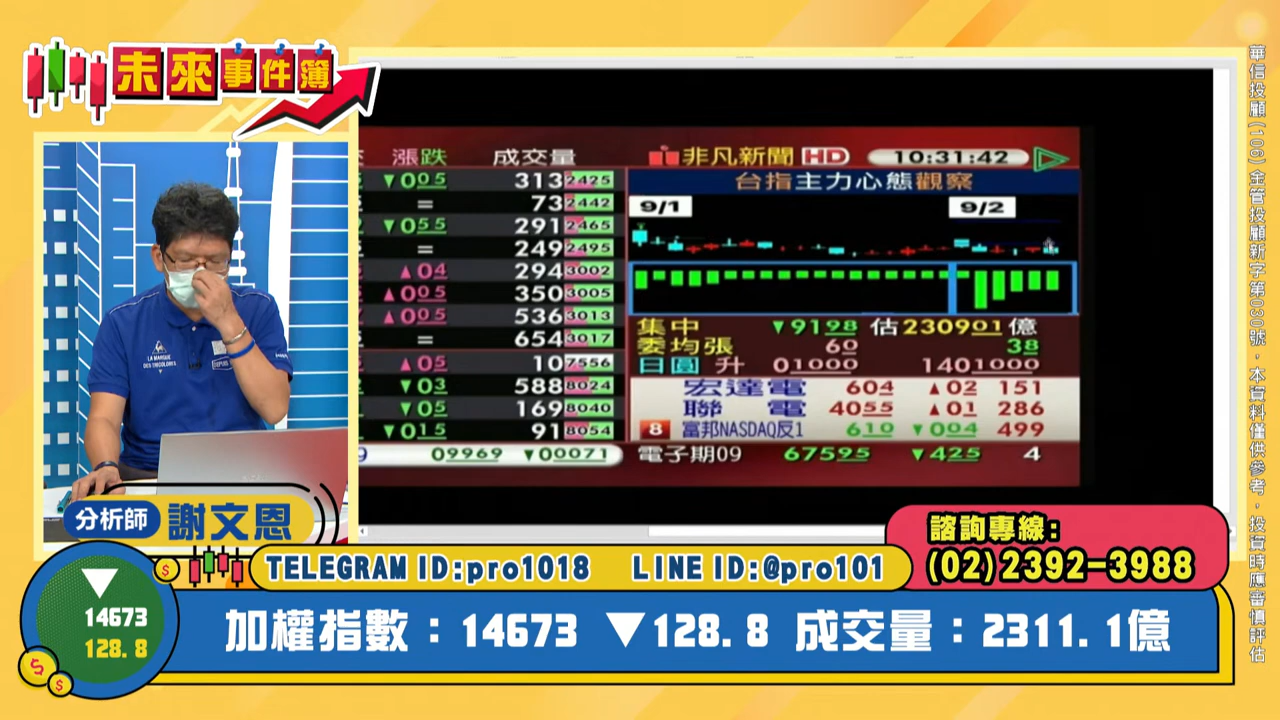 未來事件簿
漲跌 成交量
▼005 313 2425
= 73 2442
▼055 291 2465
= 249 2495
▲04 294 3002
▲005 350 3005
▲005 536 3013
= 654 3017
▲05 10 7556
▼03 588 8024
▼05 169 8040
▼015 91 8054
09969 ▼00071
非凡新聞 HD 10:31:42
台指主力心態觀察
9/1 9/2
集中 ▼9198 估230901億
委均張 60 38
日圓 升 01000 1401000
宏達電 604 ▲02 151
聯電 4055 ▲01 286
8 富邦NASDAQ反1 610 ▼004 499
電子期09 67595 ▼425 4
LA MARQUE
DES TRICOLORES
DEPUIS
分析師 謝文恩
TELEGRAM ID:pro1018 LINE ID:@pro101
諮詢專線:
(02)2392-3988
14673
128.8
加權指數：14673 ▼128.8 成交量：2311.1億
華信投顧(106)金管投顧新字第030號，本資料僅供參考，投資時應審慎評估